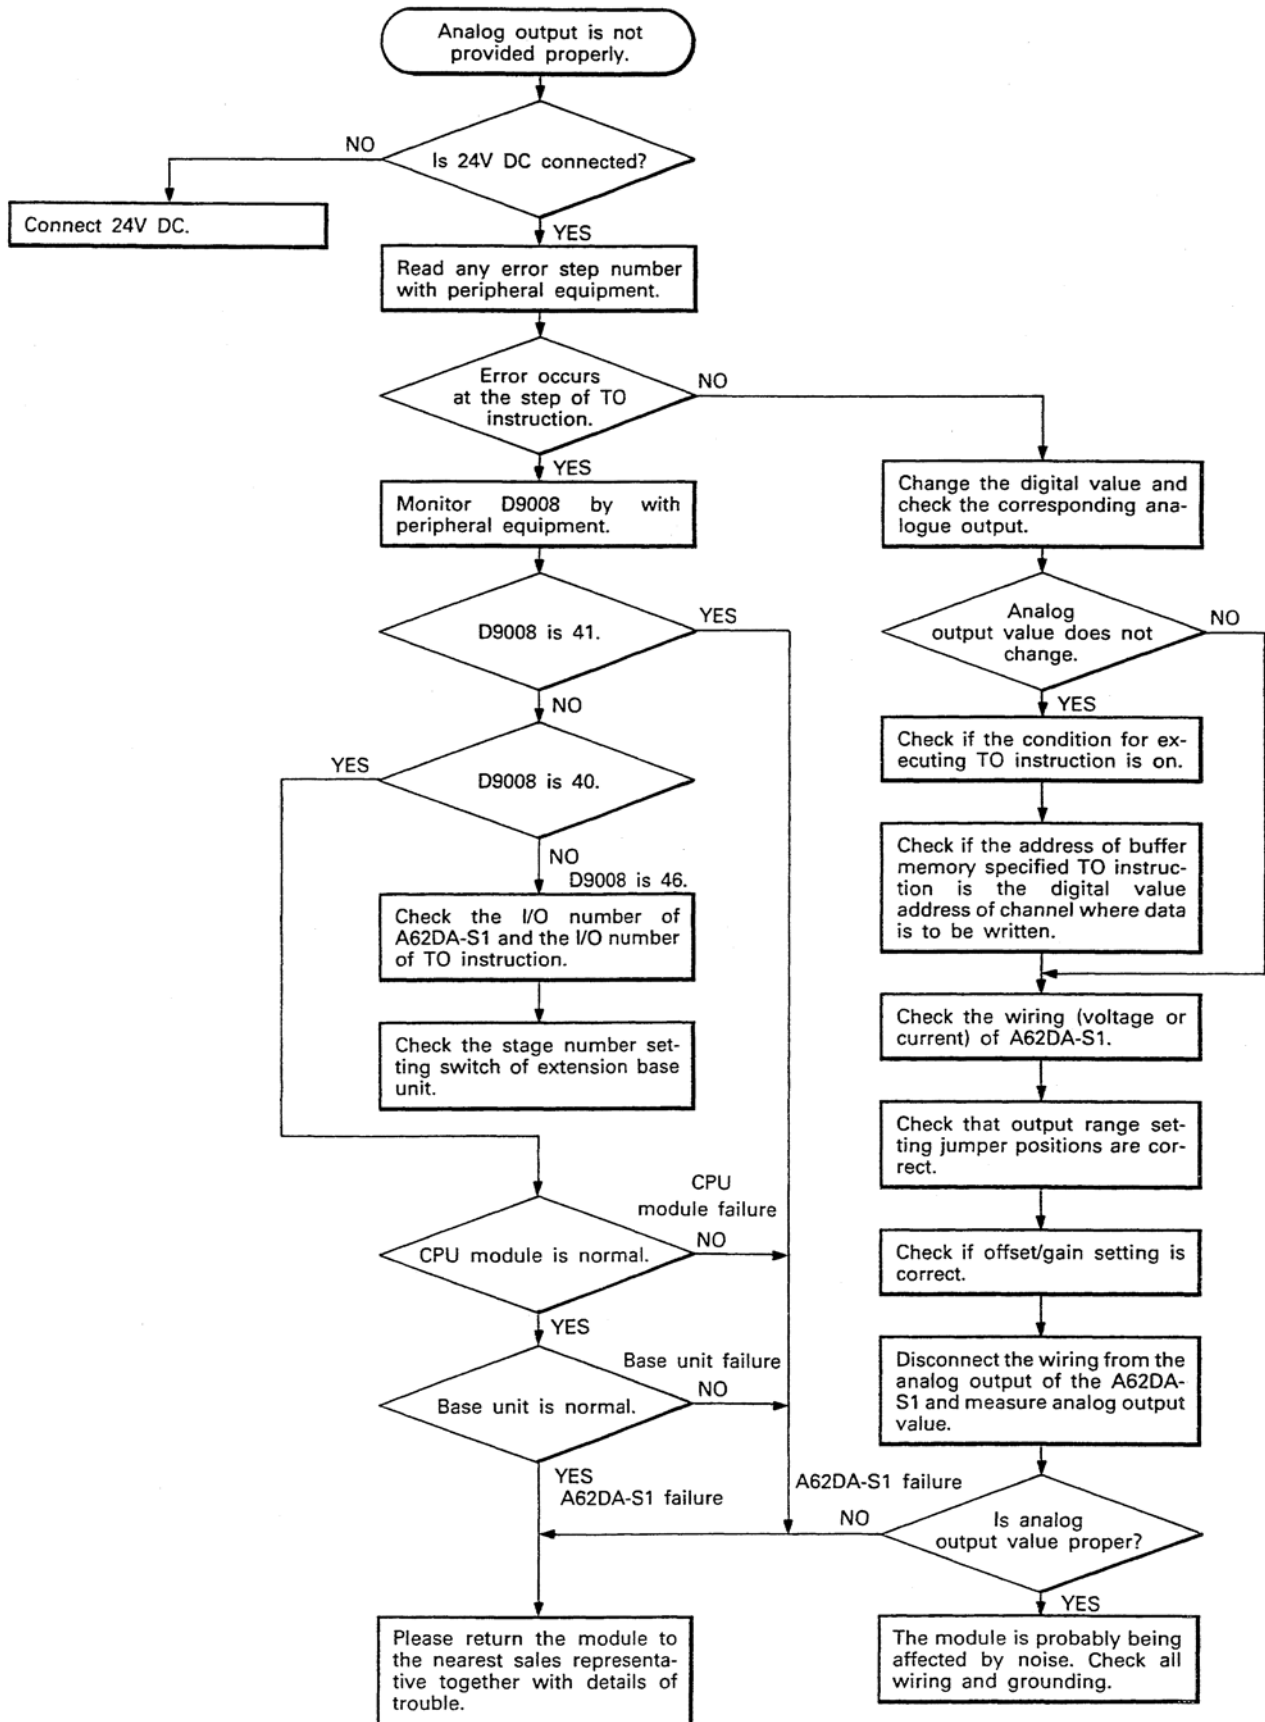 Analog output is not
provided properly.
NO
Is 24V DC connected?
Connect 24V DC.
YES
Read any error step number
with peripheral equipment.
Error occurs
at the step of TO
instruction.
NO
YES
Monitor D9008 by with
peripheral equipment.
Change the digital value and
check the corresponding ana-
logue output.
D9008 is 41.
YES
Analog
output value does not
change.
NO
NO
YES
Check if the condition for ex-
ecuting TO instruction is on.
YES
D9008 is 40.
NO
D9008 is 46.
Check if the address of buffer
memory specified TO instruc-
tion is the digital value
address of channel where data
is to be written.
Check the I/O number of
A62DA-S1 and the I/O number
of TO instruction.
Check the wiring (voltage or
current) of A62DA-S1.
Check the stage number set-
ting switch of extension base
unit.
Check that output range set-
ting jumper positions are cor-
rect.
CPU
module failure
CPU module is normal.
NO
Check if offset/gain setting is
correct.
YES
Base unit failure
Base unit is normal.
NO
Disconnect the wiring from the
analog output of the A62DA-
S1 and measure analog output
value.
YES
A62DA-S1 failure
A62DA-S1 failure
NO
Is analog
output value proper?
YES
Please return the module to
the nearest sales representa-
tive together with details of
trouble.
The module is probably being
affected by noise. Check all
wiring and grounding.